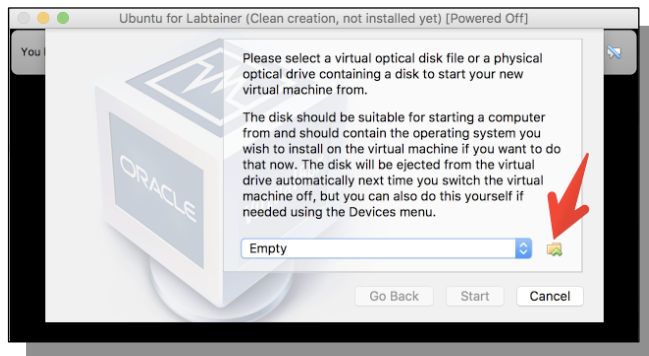 Ubuntu for Labtainer (Clean creation, not installed yet) [Powered Off]
You
Please select a virtual optical disk file or a physical
optical drive containing a disk to start your new
virtual machine from.
The disk should be suitable for starting a computer
from and should contain the operating system you
wish to install on the virtual machine if you want to do
that now. The disk will be ejected from the virtual
drive automatically next time you switch the virtual
machine off, but you can also do this yourself if
needed using the Devices menu.
ORACLE
Empty
Go Back Start Cancel